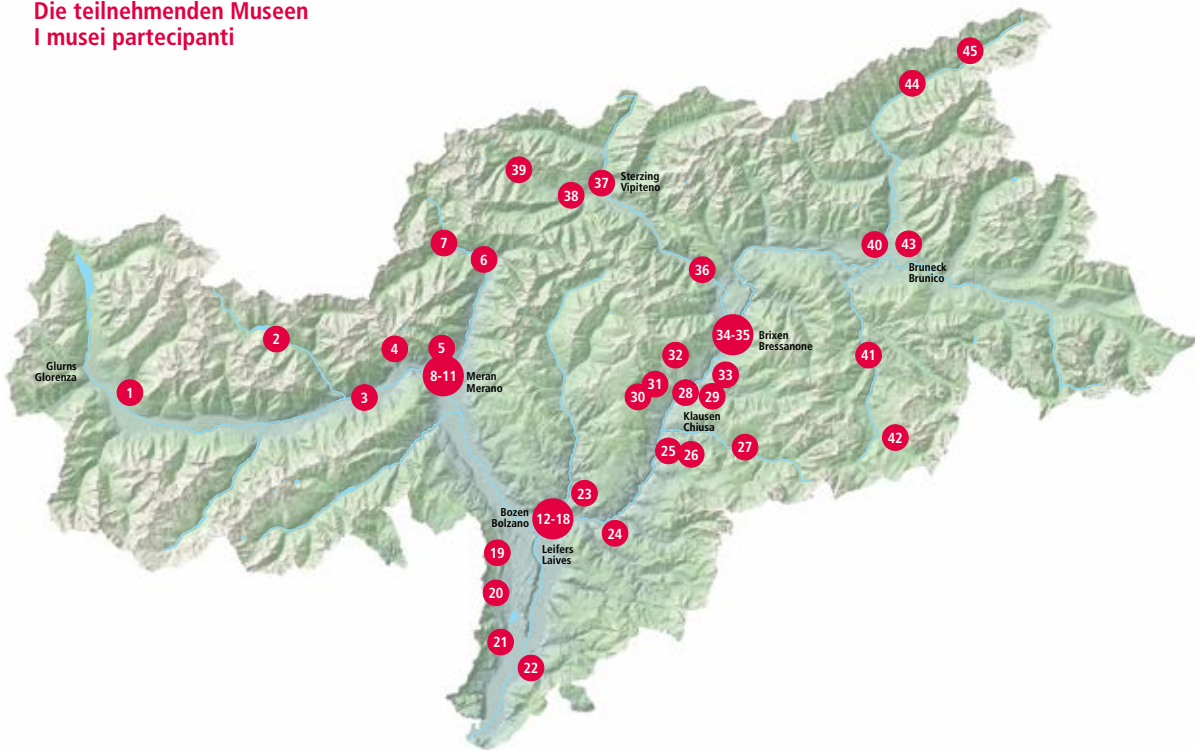 Die teilnehmenden Museen
I musei partecipanti
45
44
39
37
Sterzing
Vipiteno
38
7
6
40
43
Bruneck
Brunico
36
2
4
5
34-35
Brixen
Bressanone
32
41
Glurns
Glorenza
1
3
8-11
Meran
Merano
30
31
28
29
33
Klausen
Chiusa
25
26
27
42
23
Bozen
Bolzano
12-18
24
Leifers
Laives
19
20
21
22